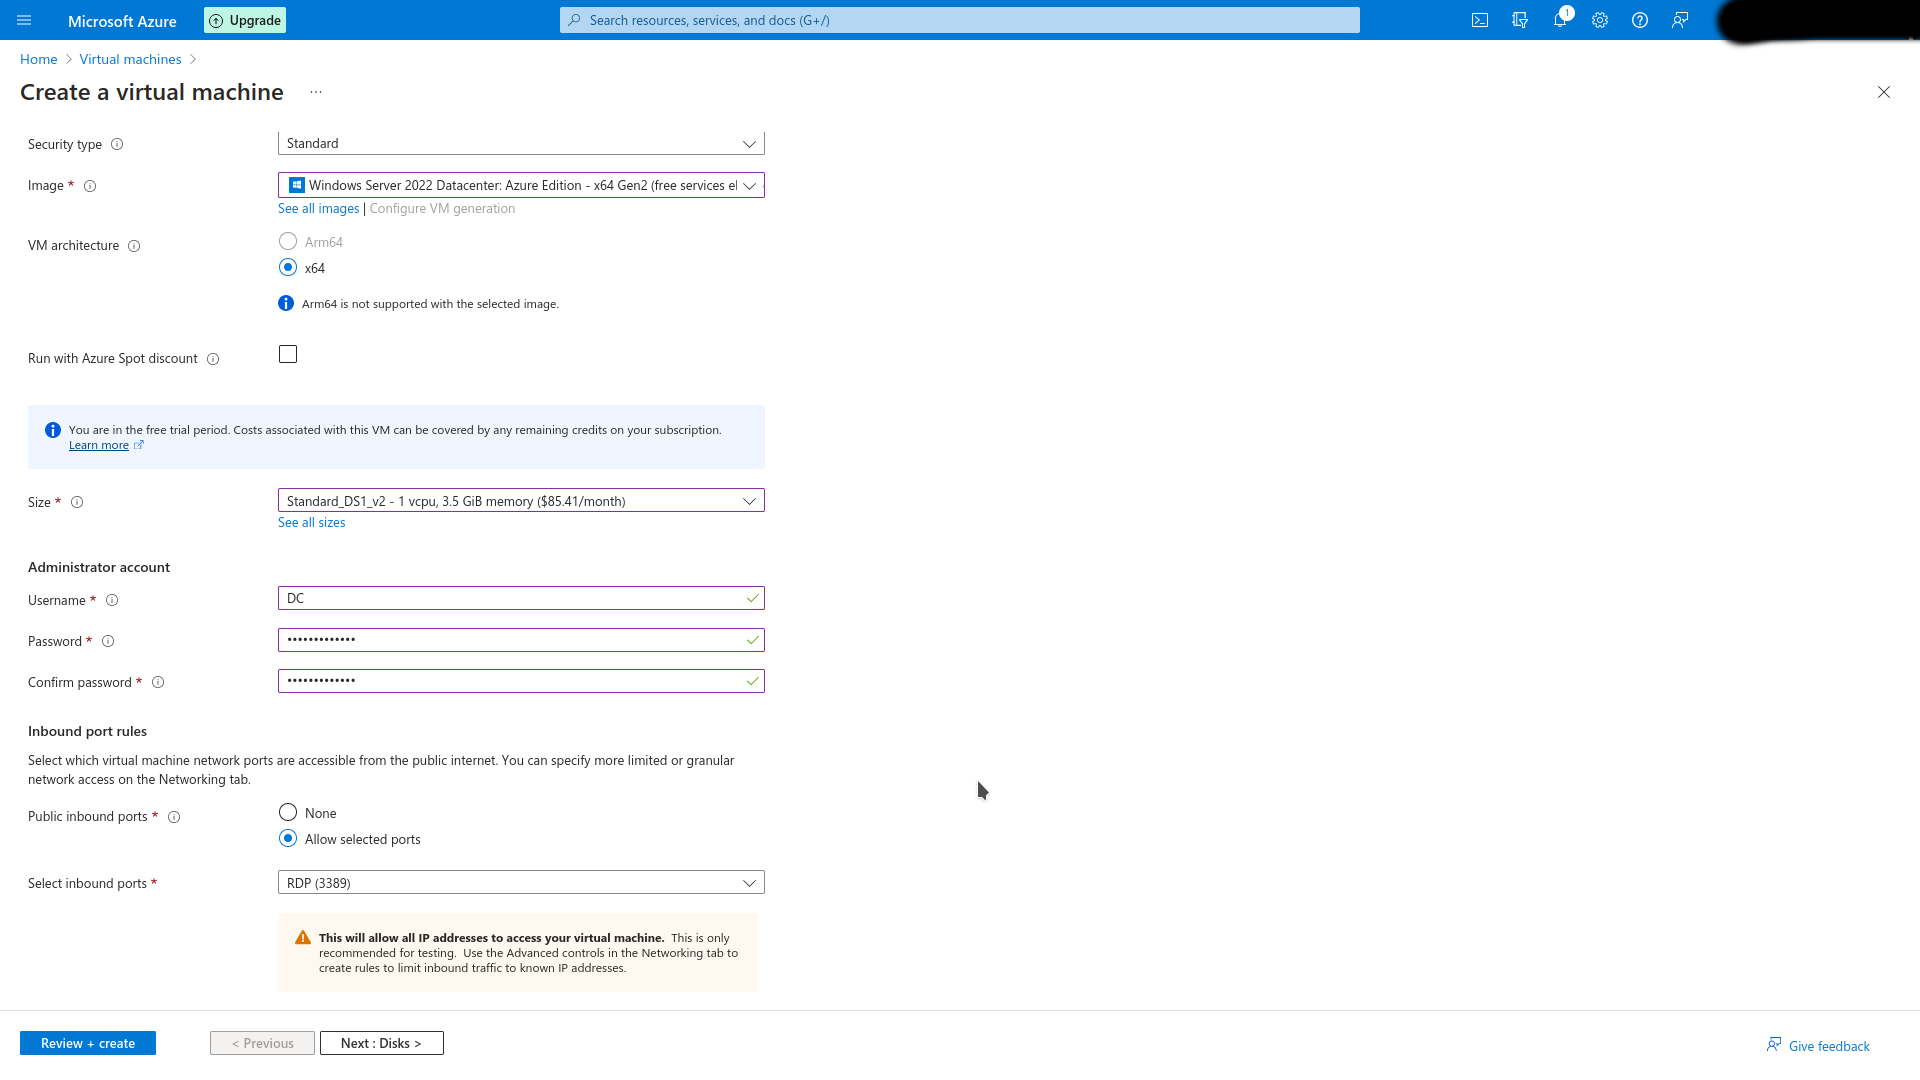 Microsoft Azure
Upgrade
Search resources, services, and docs (G+/)
1
Home > Virtual machines >
Create a virtual machine ...
Security type
Standard
Image *
Windows Server 2022 Datacenter: Azure Edition - x64 Gen2 (free services el
See all images | Configure VM generation
VM architecture
Arm64
x64
Arm64 is not supported with the selected image.
Run with Azure Spot discount
You are in the free trial period. Costs associated with this VM can be covered by any remaining credits on your subscription.
Learn more
Size *
Standard_DS1_v2 - 1 vcpu, 3.5 GiB memory ($85.41/month)
See all sizes
Administrator account
Username *
DC
Password *
•••••••••••••
Confirm password *
•••••••••••••
Inbound port rules
Select which virtual machine network ports are accessible from the public internet. You can specify more limited or granular
network access on the Networking tab.
Public inbound ports *
None
Allow selected ports
Select inbound ports *
RDP (3389)
This will allow all IP addresses to access your virtual machine. This is only
recommended for testing. Use the Advanced controls in the Networking tab to
create rules to limit inbound traffic to known IP addresses.
Review + create
< Previous
Next : Disks >
Give feedback